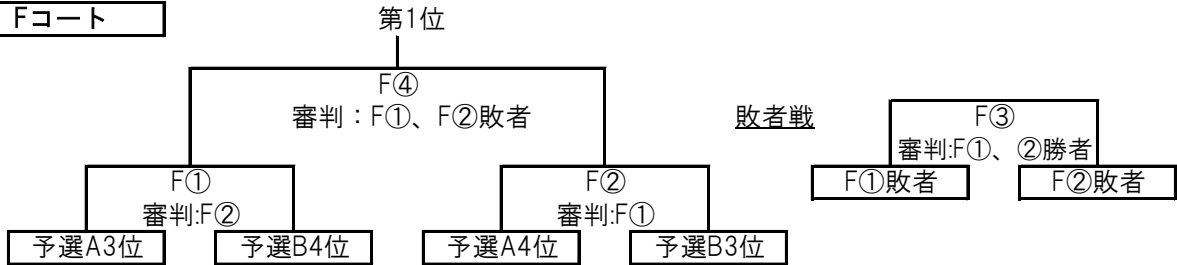 Fコート
第1位
F④
審判：F①、F②敗者
敗者戦
F③
審判:F①、②勝者
F①敗者
F②敗者
F①
審判:F②
F②
審判:F①
予選A3位
予選B4位
予選A4位
予選B3位